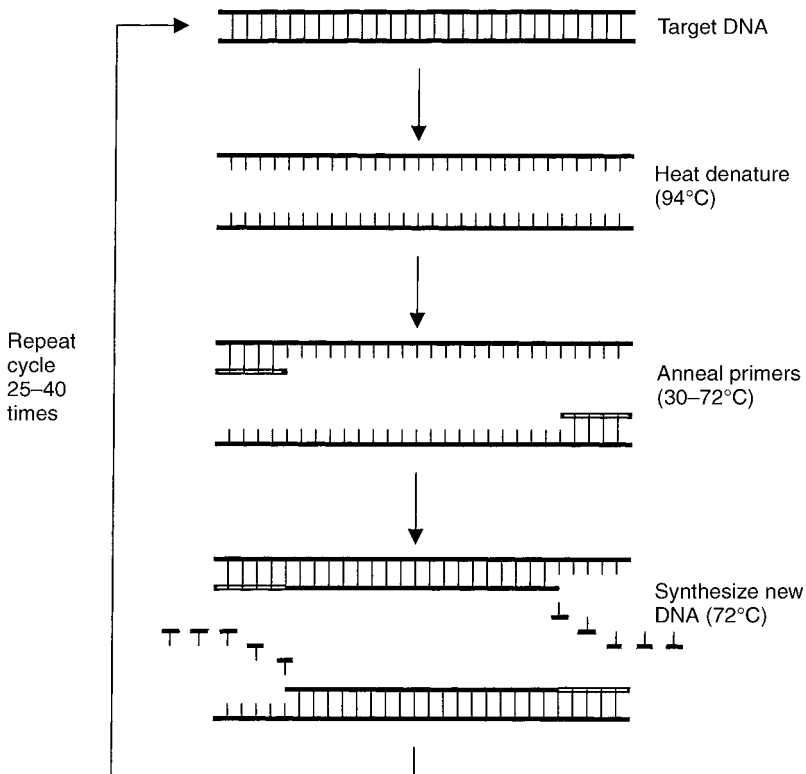 Target DNA
Heat denature
(94°C)
Repeat
cycle
25–40
times
Anneal primers
(30–72°C)
Synthesize new
DNA (72°C)